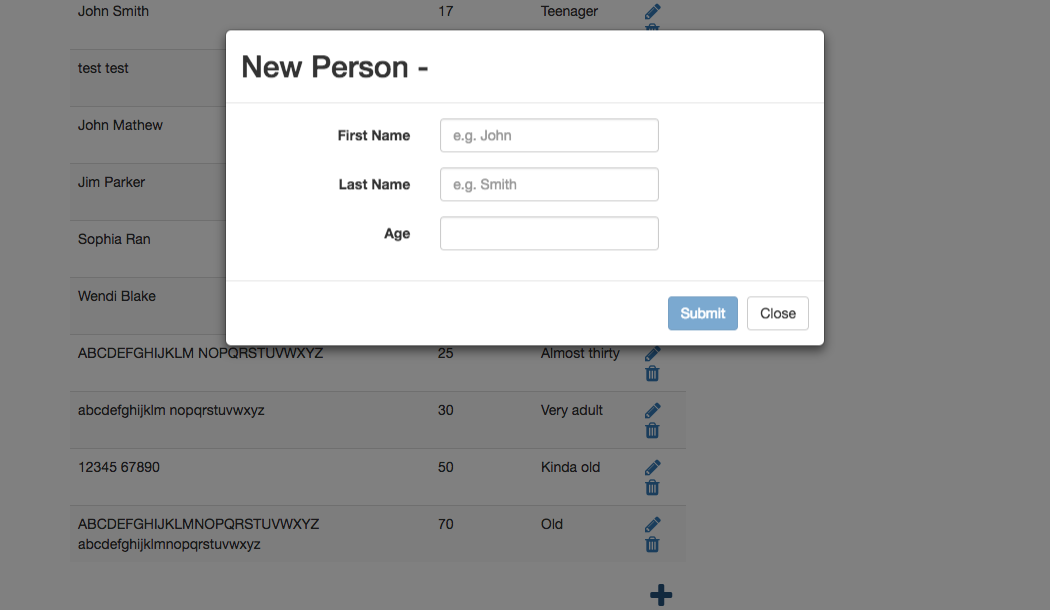 John Smith 17 Teenager
New Person -
test test
First Name e.g. John
John Mathew
Last Name e.g. Smith
Jim Parker
Age
Sophia Ran
Wendi Blake
Submit Close
ABCDEFGHIJKLM NOPQRSTUVWXYZ 25 Almost thirty
abcdefghijklm nopqrstuvwxyz 30 Very adult
12345 67890 50 Kinda old
ABCDEFGHIJKLMNOPQRSTUVWXYZ 70 Old
abcdefghijklmnopqrstuvwxyz